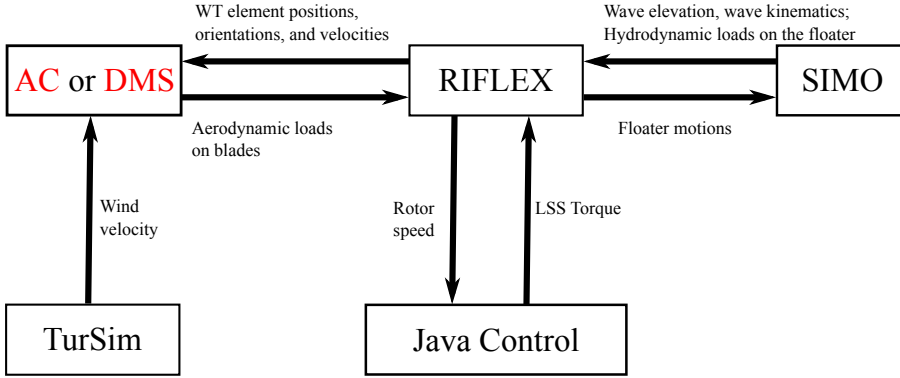 WT element positions,
orientations, and velocities
Wave elevation, wave kinematics;
Hydrodynamic loads on the floater
AC or DMS
RIFLEX
SIMO
Aerodynamic loads
on blades
Floater motions
Wind
velocity
Rotor
speed
LSS Torque
TurSim
Java Control